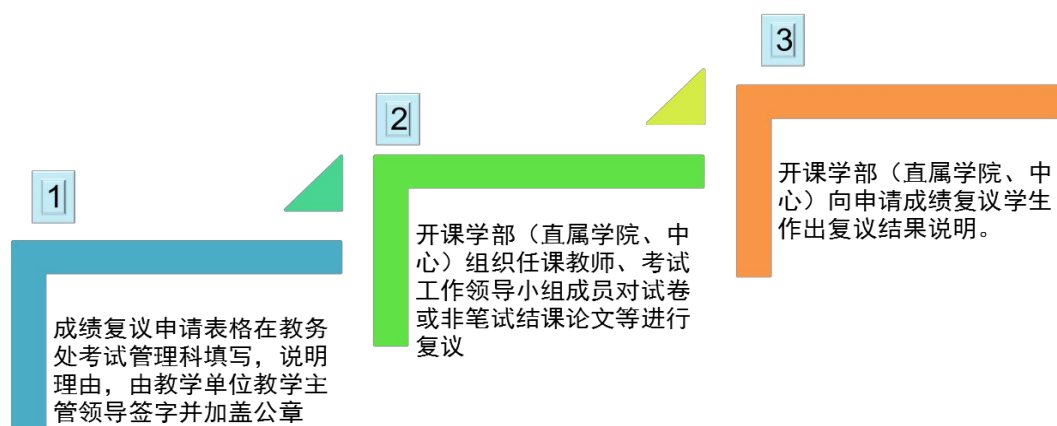 1
成绩复议申请表格在教务
处考试管理科填写，说明
理由，由教学单位教学主
管领导签字并加盖公章
2
开课学部（直属学院、中
心）组织任课教师、考试
工作领导小组成员对试卷
或非笔试结课论文等进行
复议
3
开课学部（直属学院、中
心）向申请成绩复议学生
作出复议结果说明。